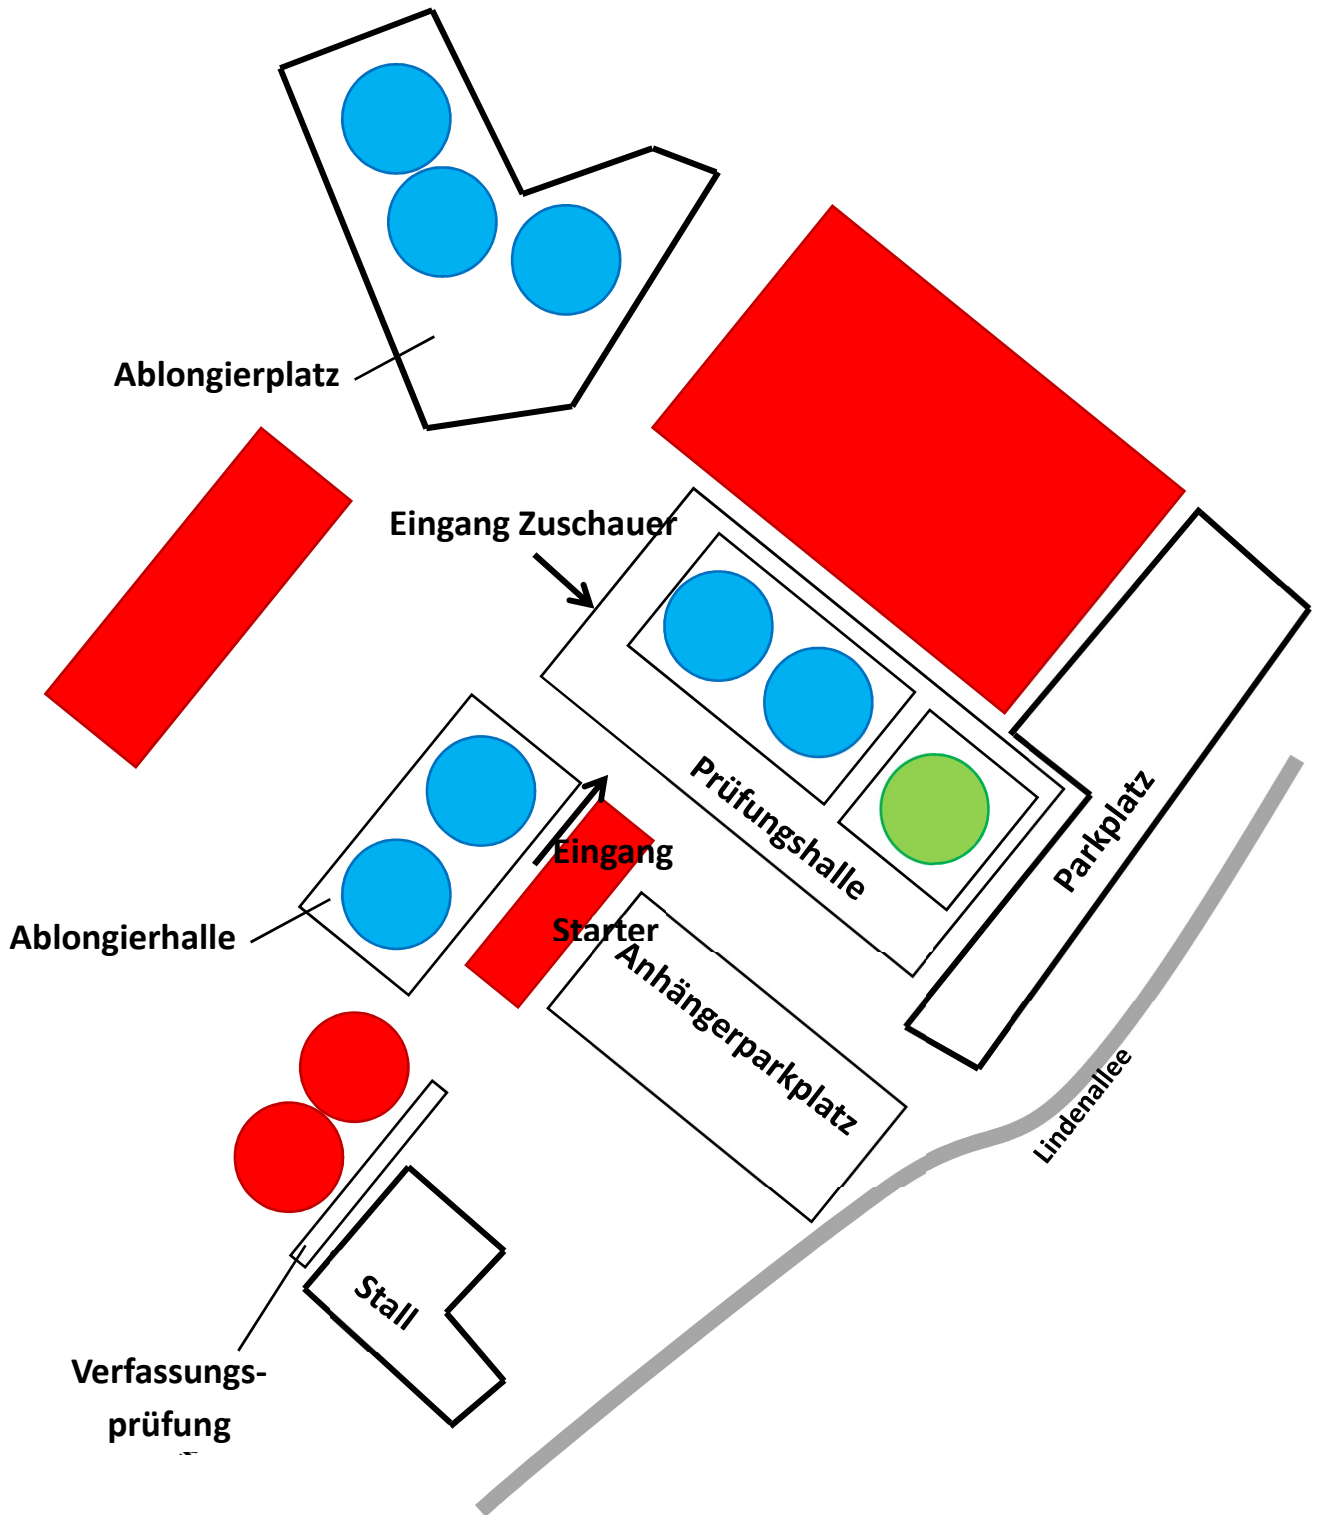 Ablongierplatz
Eingang Zuschauer
Prüfungshalle
Parkplatz
Eingang
Starter
Ablongierhalle
Anhängerparkplatz
Lindenallee
Stall
Verfassungs-
prüfung